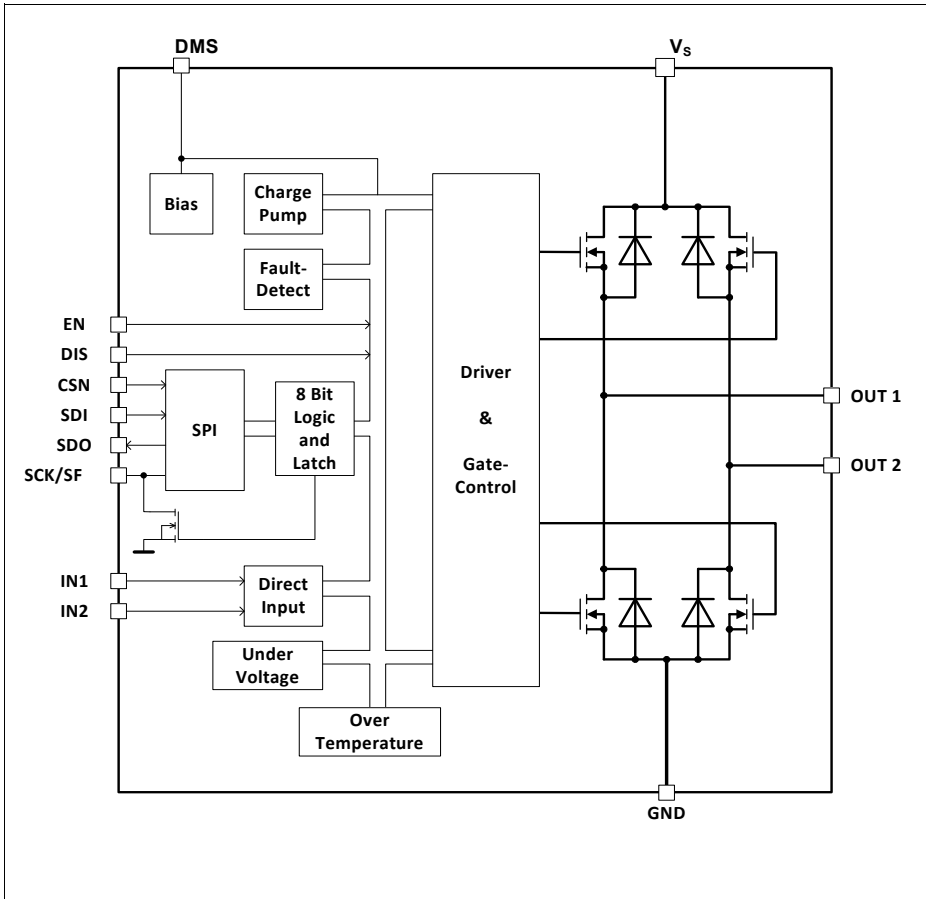 DMS
VS
Bias
Charge
Pump
Fault-
Detect
EN
DIS
CSN
SDI
SDO
SCK/SF
SPI
8 Bit
Logic
and
Latch
Driver
&
Gate-
Control
OUT 1
OUT 2
IN1
IN2
Direct
Input
Under
Voltage
Over
Temperature
GND